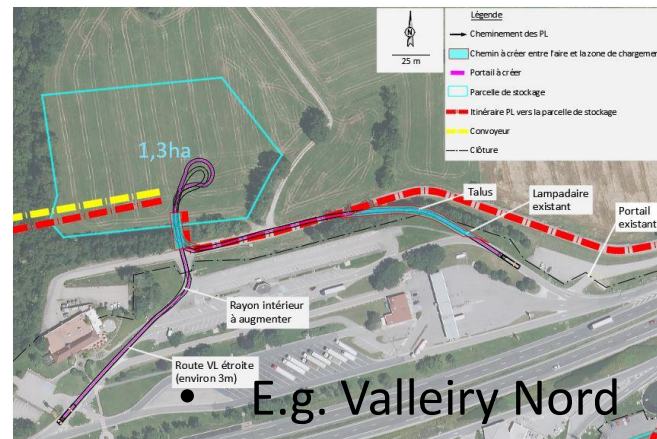 Légende
N
25 m
Cheminement des PL
Chemin à créer entre l'aire et la zone de chargement
Portail à créer
Parcelle de stockage
Itinéraire PL vers la parcelle de stockage
Convoyeur
Clôture
1,3ha
Talus
Lampadaire
existant
Portail
existant
Rayon intérieur
à augmenter
Route VL étroite
(environ 3m)
• E.g. Valleiry Nord